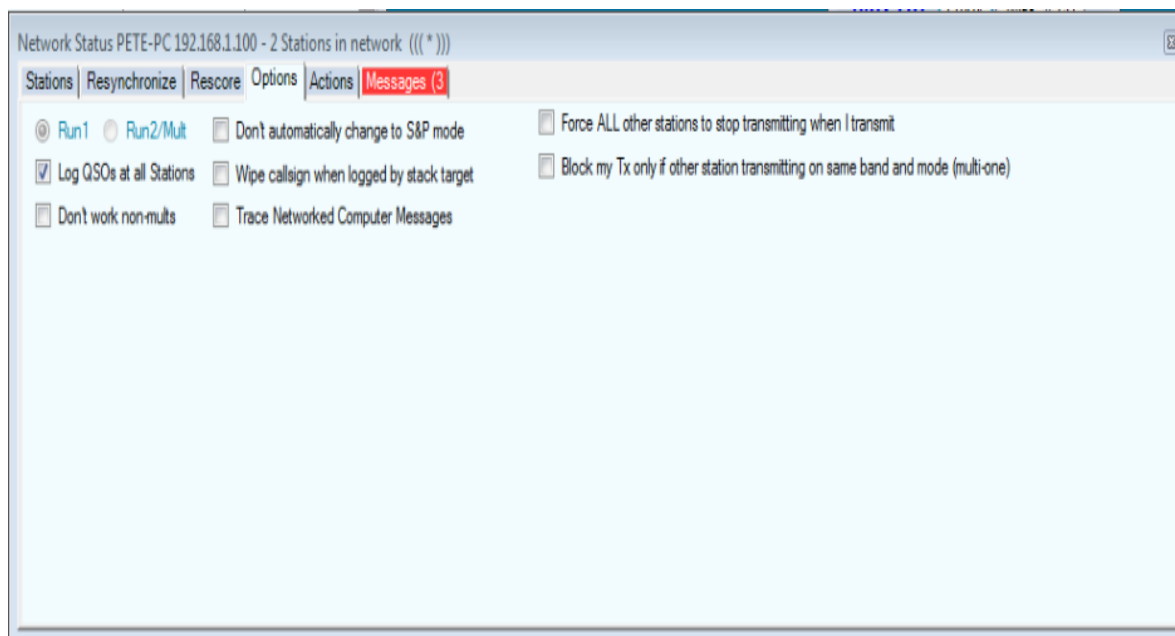 Network Status PETE-PC 192.168.1.100 - 2 Stations in network ((( * )))
Stations Resynchronize Rescore Options Actions Messages (3
Run1 Run2/Mult Don't automatically change to S&P mode Force ALL other stations to stop transmitting when I transmit
Log QSOs at all Stations Wipe callsign when logged by stack target Block my Tx only if other station transmitting on same band and mode (multi-one)
Don't work non-mults Trace Networked Computer Messages